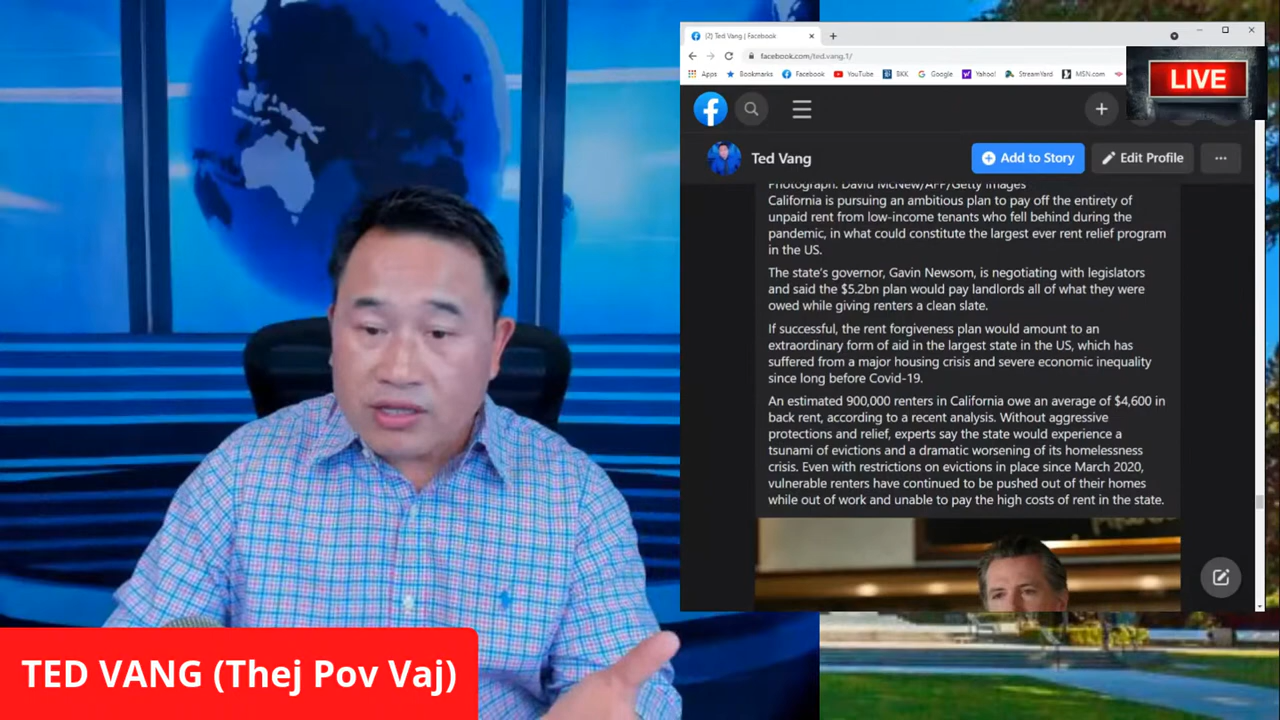 (2) Ted Vang | Facebook
facebook.com/ted.vang.1/
Apps Bookmarks Facebook YouTube BKK Google Yahoo! StreamYard MSN.com
LIVE
Ted Vang
Add to Story
Edit Profile
Photograph: David McNew/AFP/Getty Images
California is pursuing an ambitious plan to pay off the entirety of
unpaid rent from low-income tenants who fell behind during the
pandemic, in what could constitute the largest ever rent relief program
in the US.
The state's governor, Gavin Newsom, is negotiating with legislators
and said the $5.2bn plan would pay landlords all of what they were
owed while giving renters a clean slate.
If successful, the rent forgiveness plan would amount to an
extraordinary form of aid in the largest state in the US, which has
suffered from a major housing crisis and severe economic inequality
since long before Covid-19.
An estimated 900,000 renters in California owe an average of $4,600 in
back rent, according to a recent analysis. Without aggressive
protections and relief, experts say the state would experience a
tsunami of evictions and a dramatic worsening of its homelessness
crisis. Even with restrictions on evictions in place since March 2020,
vulnerable renters have continued to be pushed out of their homes
while out of work and unable to pay the high costs of rent in the state.
TED VANG (Thej Pov Vaj)